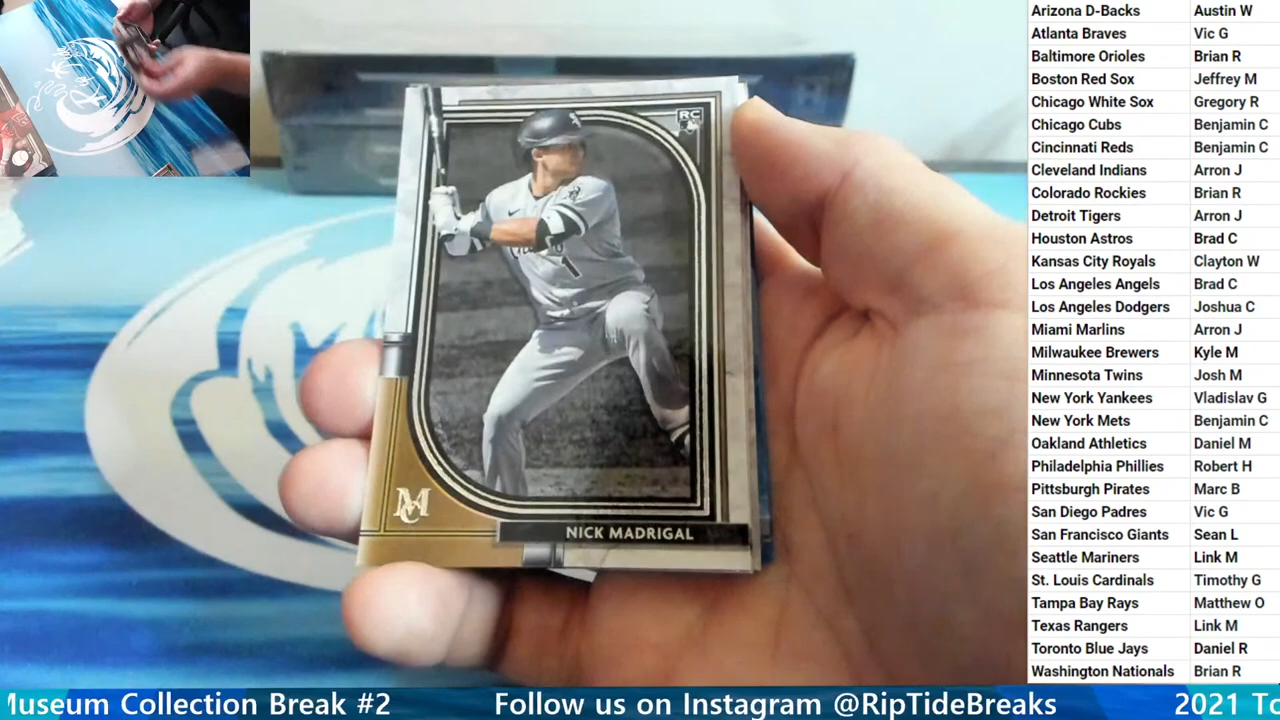 RC
1
MC
NICK MADRIGAL
Arizona D-Backs Austin W
Atlanta Braves Vic G
Baltimore Orioles Brian R
Boston Red Sox Jeffrey M
Chicago White Sox Gregory R
Chicago Cubs Benjamin C
Cincinnati Reds Benjamin C
Cleveland Indians Arron J
Colorado Rockies Brian R
Detroit Tigers Arron J
Houston Astros Brad C
Kansas City Royals Clayton W
Los Angeles Angels Brad C
Los Angeles Dodgers Joshua C
Miami Marlins Arron J
Milwaukee Brewers Kyle M
Minnesota Twins Josh M
New York Yankees Vladislav G
New York Mets Benjamin C
Oakland Athletics Daniel M
Philadelphia Phillies Robert H
Pittsburgh Pirates Marc B
San Diego Padres Vic G
San Francisco Giants Sean L
Seattle Mariners Link M
St. Louis Cardinals Timothy G
Tampa Bay Rays Matthew O
Texas Rangers Link M
Toronto Blue Jays Daniel R
Washington Nationals Brian R
Museum Collection Break #2 Follow us on Instagram @RipTideBreaks 2021 To